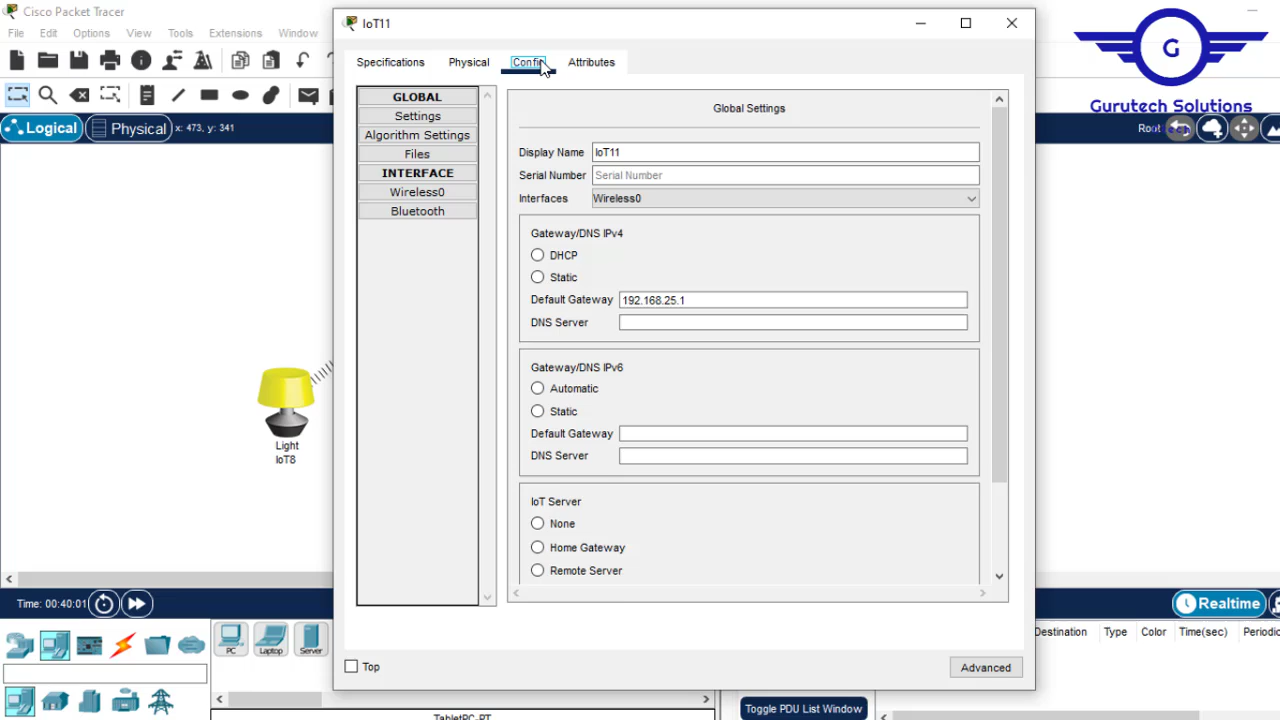 Cisco Packet Tracer
File Edit Options View Tools Extensions Window
Logical Physical x: 473, y: 341
Root
G
Gurutech Solutions
IoT11
Specifications Physical Config Attributes
GLOBAL
Settings
Algorithm Settings
Files
INTERFACE
Wireless0
Bluetooth
Global Settings
Display Name IoT11
Serial Number Serial Number
Interfaces Wireless0
Gateway/DNS IPv4
DHCP
Static
Default Gateway 192.168.25.1
DNS Server
Gateway/DNS IPv6
Automatic
Static
Default Gateway
DNS Server
IoT Server
None
Home Gateway
Remote Server
Top
Advanced
Light
IoT8
Time: 00:40:01
Realtime
PC Laptop Server
Destination Type Color Time(sec) Periodic
Toggle PDU List Window
TabletPC-PT